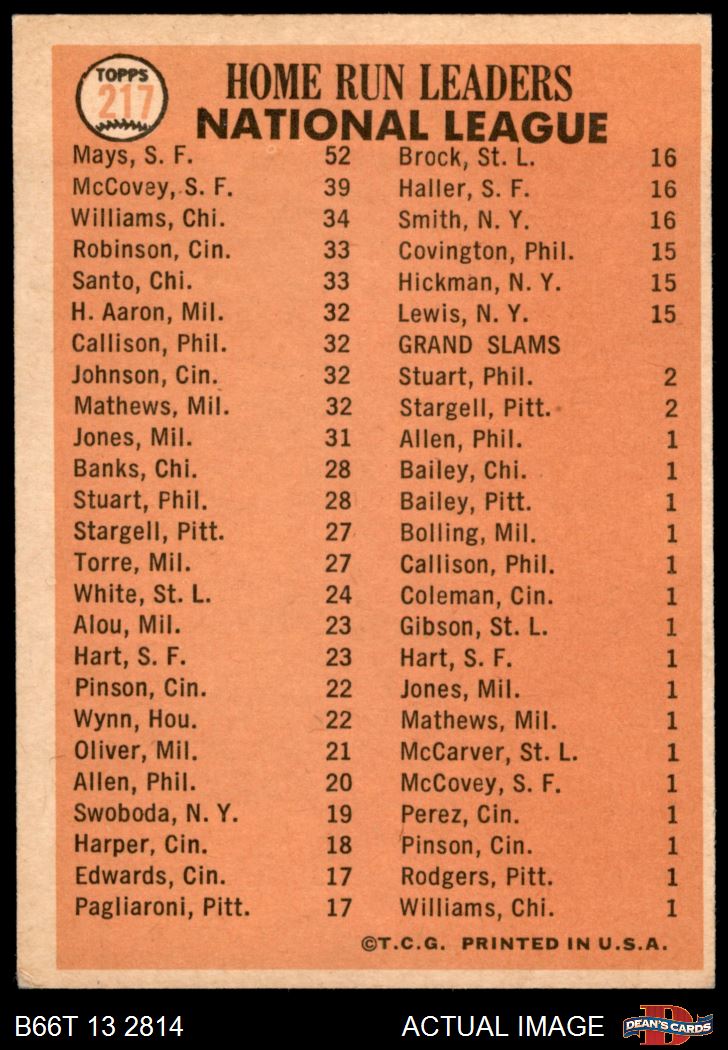 TOPPS
217
HOME RUN LEADERS
NATIONAL LEAGUE
Mays, S. F. 52
McCovey, S. F. 39
Williams, Chi. 34
Robinson, Cin. 33
Santo, Chi. 33
H. Aaron, Mil. 32
Callison, Phil. 32
Johnson, Cin. 32
Mathews, Mil. 32
Jones, Mil. 31
Banks, Chi. 28
Stuart, Phil. 28
Stargell, Pitt. 27
Torre, Mil. 27
White, St. L. 24
Alou, Mil. 23
Hart, S. F. 23
Pinson, Cin. 22
Wynn, Hou. 22
Oliver, Mil. 21
Allen, Phil. 20
Swoboda, N. Y. 19
Harper, Cin. 18
Edwards, Cin. 17
Pagliaroni, Pitt. 17
Brock, St. L. 16
Haller, S. F. 16
Smith, N. Y. 16
Covington, Phil. 15
Hickman, N. Y. 15
Lewis, N. Y. 15
GRAND SLAMS
Stuart, Phil. 2
Stargell, Pitt. 2
Allen, Phil. 1
Bailey, Chi. 1
Bailey, Pitt. 1
Bolling, Mil. 1
Callison, Phil. 1
Coleman, Cin. 1
Gibson, St. L. 1
Hart, S. F. 1
Jones, Mil. 1
Mathews, Mil. 1
McCarver, St. L. 1
McCovey, S. F. 1
Perez, Cin. 1
Pinson, Cin. 1
Rodgers, Pitt. 1
Williams, Chi. 1
©T.C.G. PRINTED IN U.S.A.
B66T 13 2814
ACTUAL IMAGE
D
DEAN'S CARDS